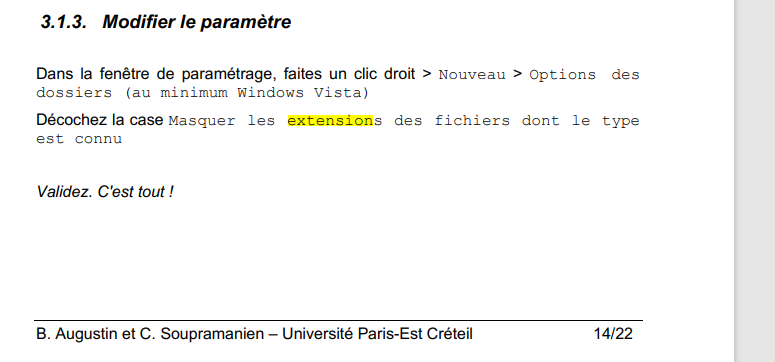 3.1.3. Modifier le paramètre
Dans la fenêtre de paramétrage, faites un clic droit > Nouveau > Options des
dossiers (au minimum Windows Vista)
Décochez la case Masquer les extensions des fichiers dont le type
est connu
Validez. C'est tout !
B. Augustin et C. Soupramanien – Université Paris-Est Créteil 14/22